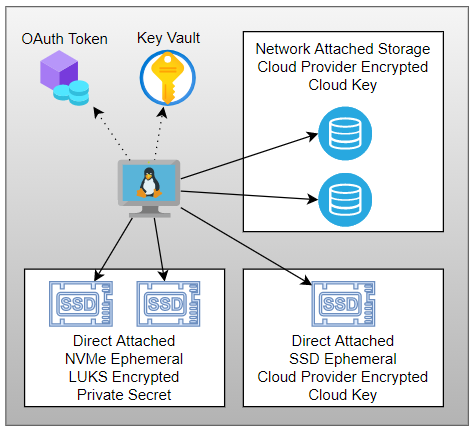 OAuth Token
Key Vault
Network Attached Storage
Cloud Provider Encrypted
Cloud Key
SSD
SSD
Direct Attached
NVMe Ephemeral
LUKS Encrypted
Private Secret
SSD
Direct Attached
SSD Ephemeral
Cloud Provider Encrypted
Cloud Key